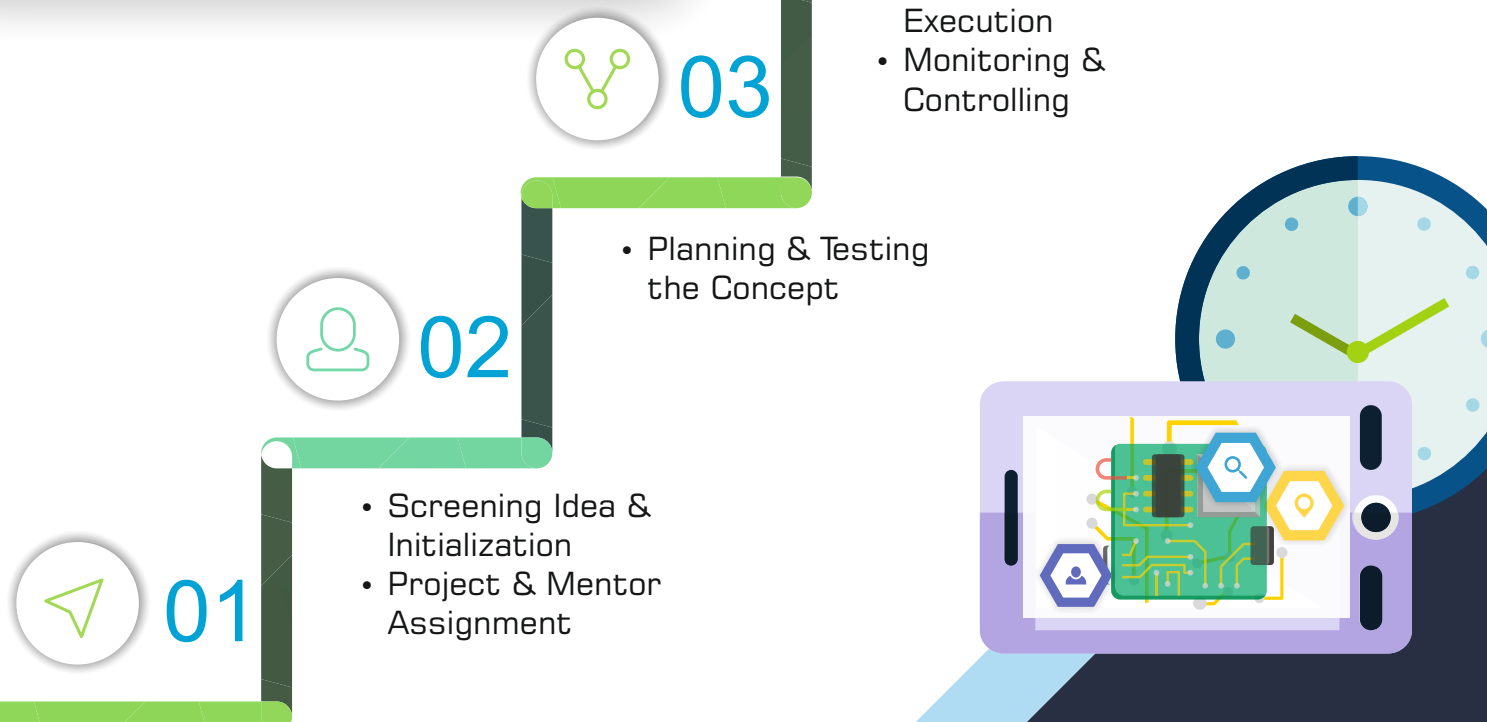 Execution
• Monitoring &
Controlling
03
• Planning & Testing
the Concept
02
• Screening Idea &
Initialization
• Project & Mentor
Assignment
01